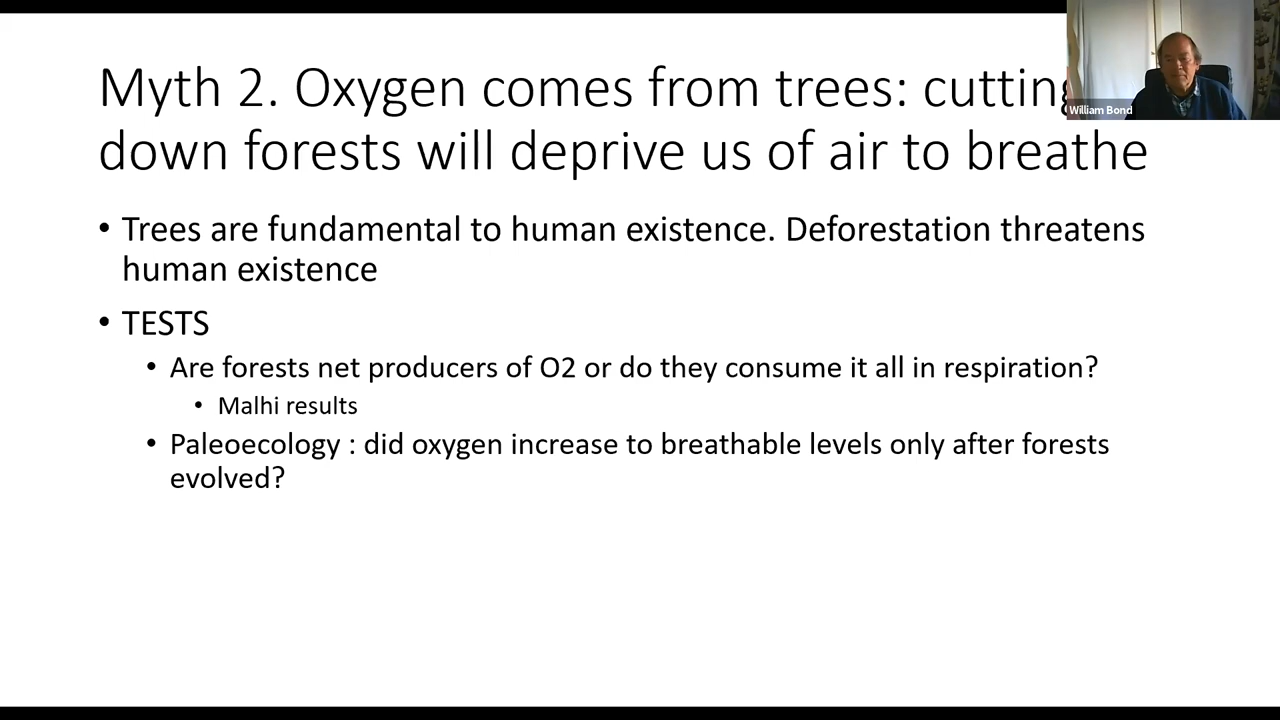 Myth 2. Oxygen comes from trees: cutting
down forests will deprive us of air to breathe
William Bond
• Trees are fundamental to human existence. Deforestation threatens
human existence
• TESTS
• Are forests net producers of O2 or do they consume it all in respiration?
• Malhi results
• Paleoecology : did oxygen increase to breathable levels only after forests
evolved?